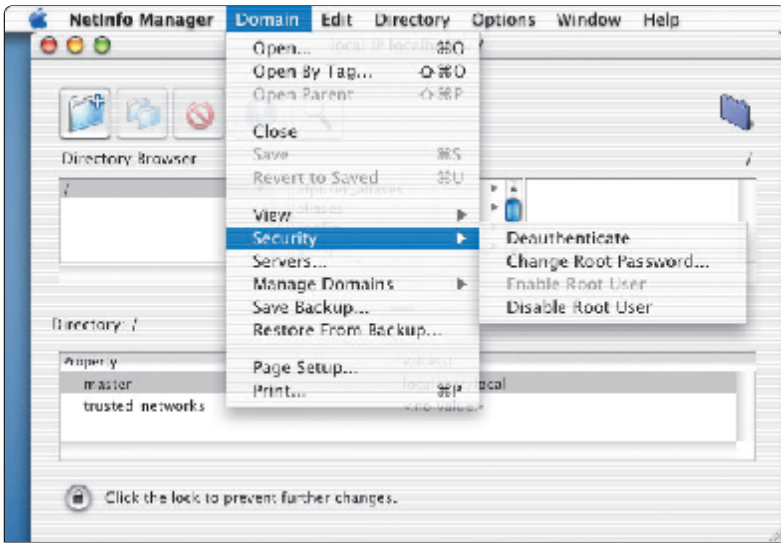 NetInfo Manager Domain Edit Directory Options Window Help
Open... ⌘O
Open By Tag... ⇧⌘O
Open Parent ⇧⌘P
Close
Save ⌘S
Revert to Saved ⌘U
View
Security
Servers...
Manage Domains
Save Backup...
Restore From Backup...
Page Setup...
Print... ⌘P
Deauthenticate
Change Root Password...
Enable Root User
Disable Root User
Directory Browser /
/
Directory: /
Property
master
trusted_networks <no value>
Click the lock to prevent further changes.